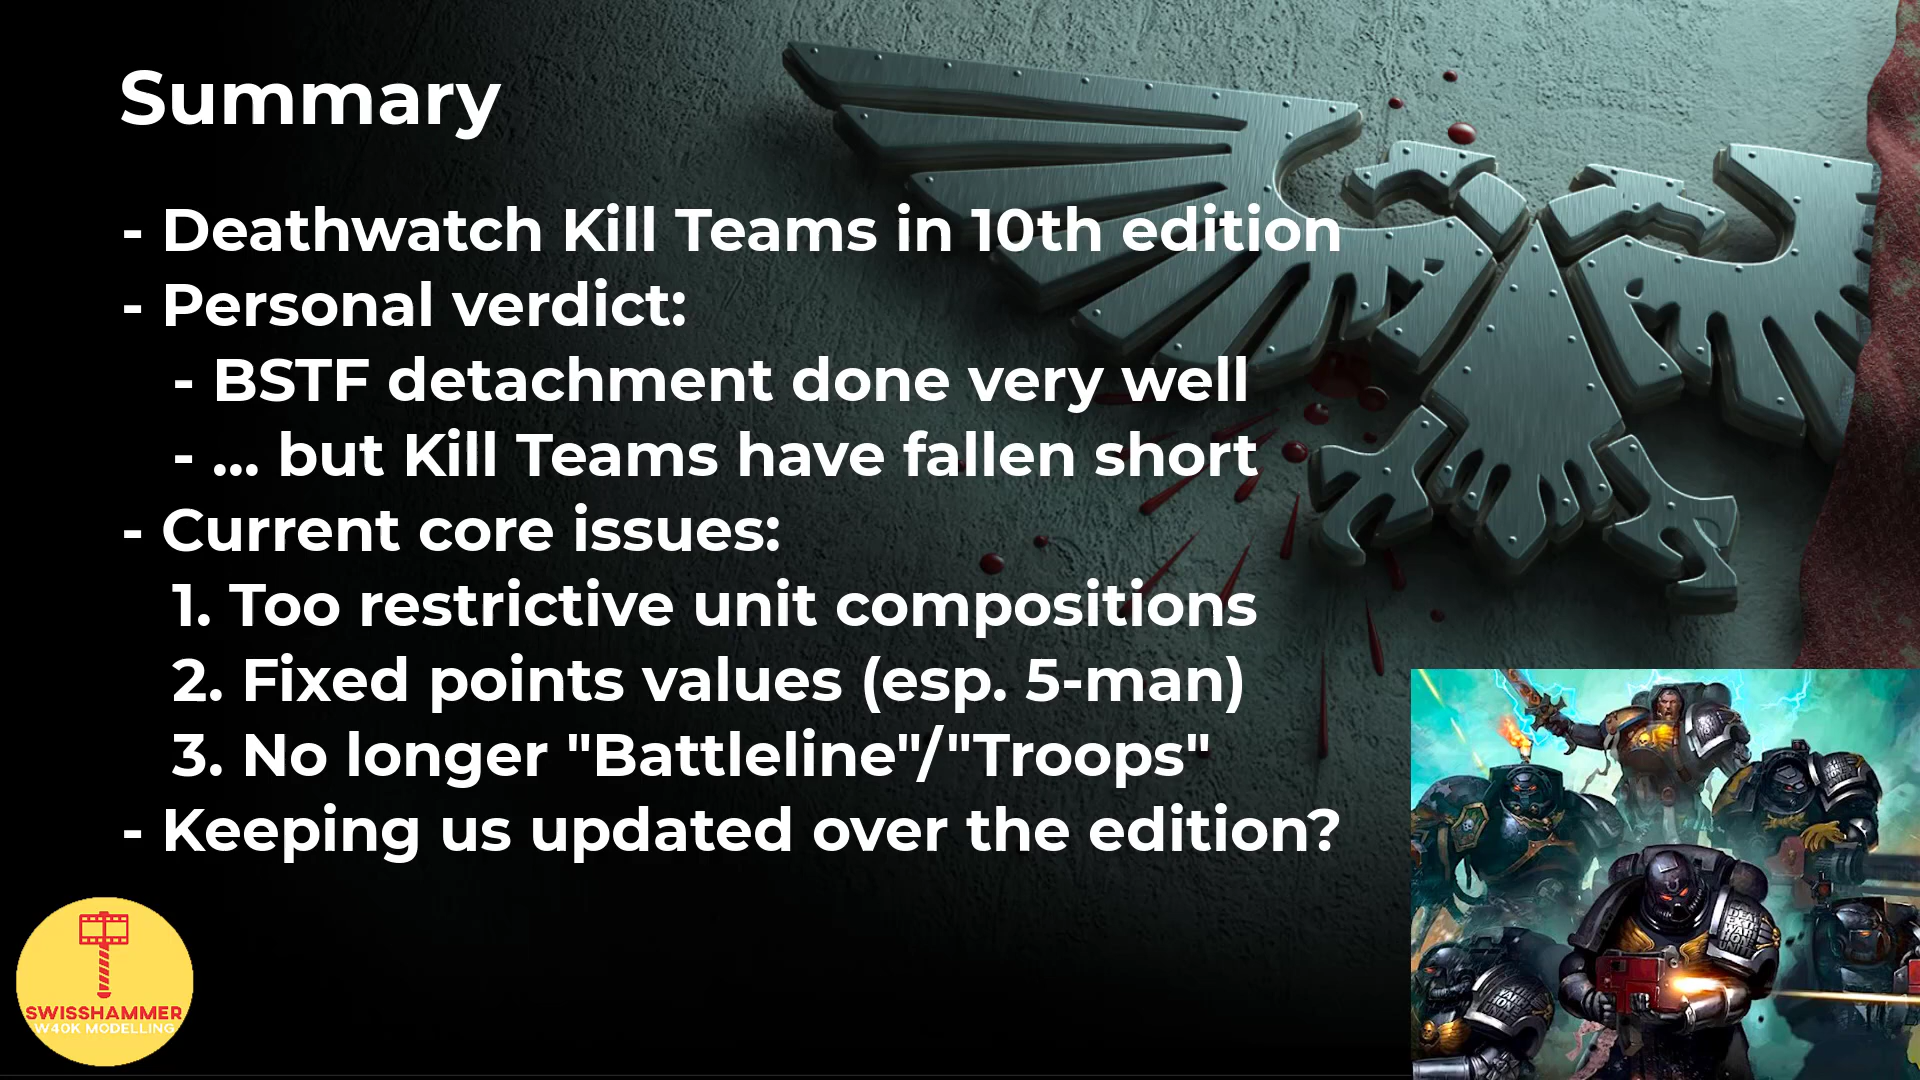 Summary
- Deathwatch Kill Teams in 10th edition
- Personal verdict:
- BSTF detachment done very well
- ... but Kill Teams have fallen short
- Current core issues:
1. Too restrictive unit compositions
2. Fixed points values (esp. 5-man)
3. No longer "Battleline"/"Troops"
- Keeping us updated over the edition?
SWISSHAMMER
W40K MODELLING